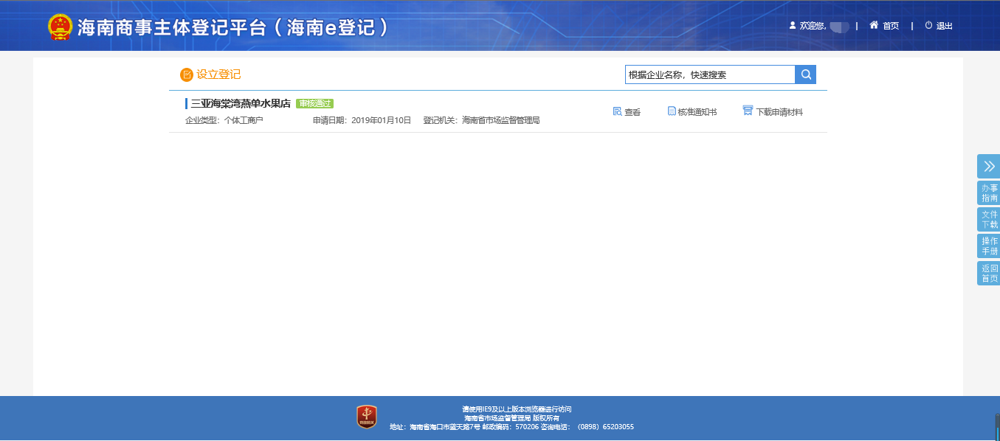 海南商事主体登记平台（海南e登记）
欢迎您, | 首页 | 退出
设立登记
根据企业名称，快速搜索
三亚海棠湾燕单水果店 审核通过
企业类型：个体工商户 申请日期：2019年01月10日 登记机关：海南省市场监督管理局
查看 核准通知书 下载申请材料
办事
指南
文件
下载
操作
手册
返回
首页
请使用IE9及以上版本浏览器进行访问
海南省市场监督管理局 版权所有
地址：海南省海口市蓝天路7号 邮政编码：570206 咨询电话：（0898）65203055